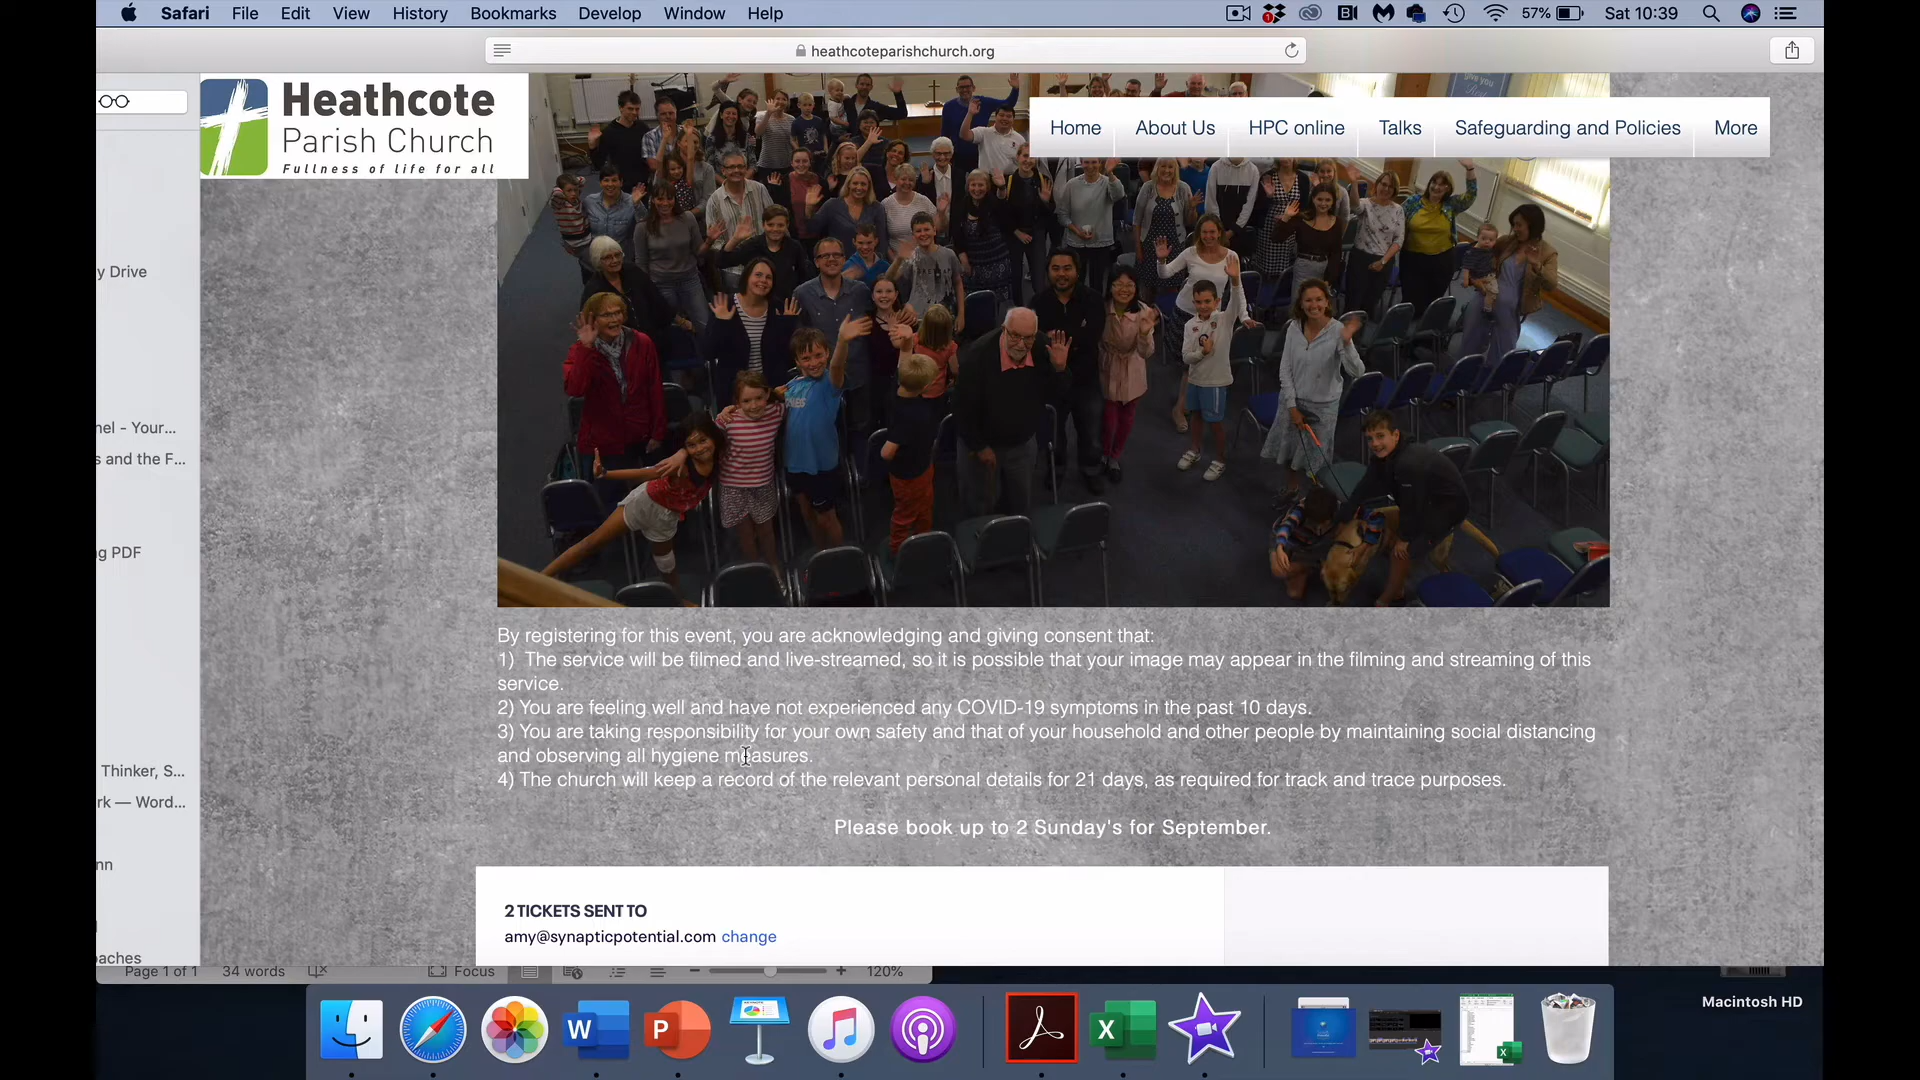 Safari File Edit View History Bookmarks Develop Window Help 57% Sat 10:39
heathcoteparishchurch.org
Heathcote
Parish Church
Fullness of life for all
Home About Us HPC online Talks Safeguarding and Policies More
y Drive
nel - Your...
s and the F...
g PDF
Thinker, S...
rk — Word...
nn
oaches
By registering for this event, you are acknowledging and giving consent that:
1) The service will be filmed and live-streamed, so it is possible that your image may appear in the filming and streaming of this
service.
2) You are feeling well and have not experienced any COVID-19 symptoms in the past 10 days.
3) You are taking responsibility for your own safety and that of your household and other people by maintaining social distancing
and observing all hygiene measures.
4) The church will keep a record of the relevant personal details for 21 days, as required for track and trace purposes.
Please book up to 2 Sunday's for September.
2 TICKETS SENT TO
amy@synapticpotential.com change
Page 1 of 1 34 words Focus 120%
Macintosh HD